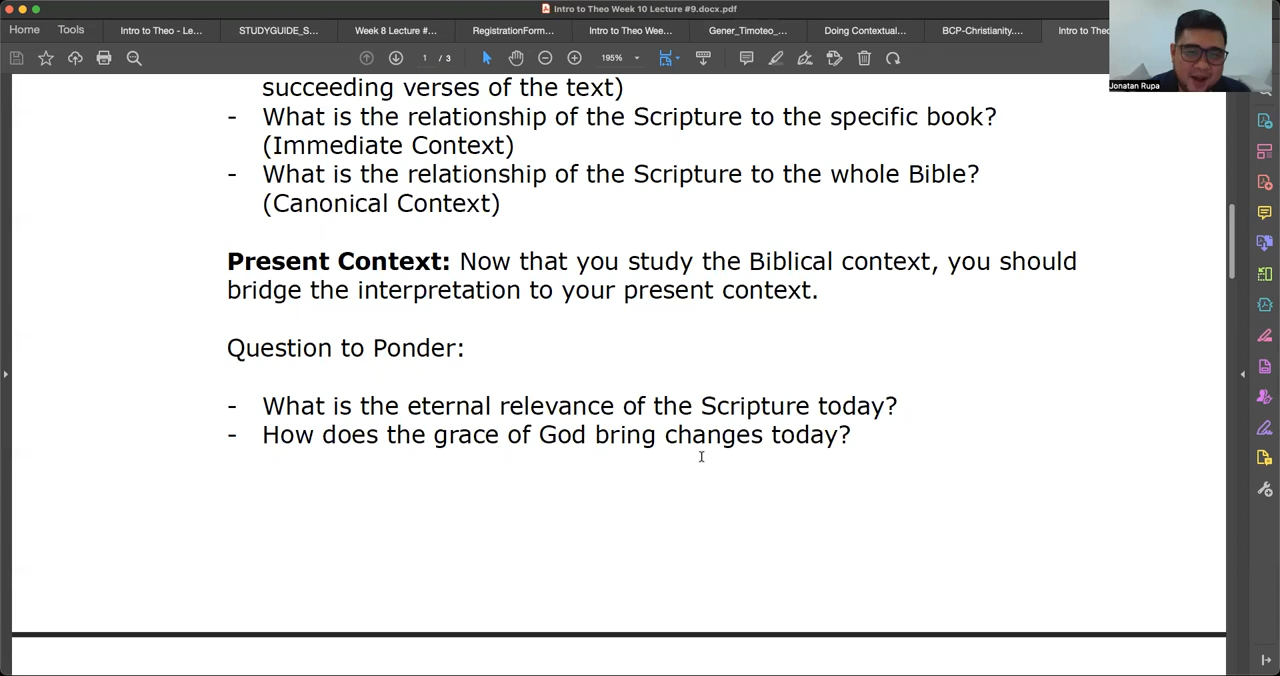 Intro to Theo Week 10 Lecture #9.docx.pdf
Home
Tools
Intro to Theo - Le...
STUDYGUIDE_S...
Week 8 Lecture #...
RegistrationForm...
Intro to Theo Wee...
Gener_Timoteo_...
Doing Contextual...
BCP-Christianity....
Intro to Theo
1 / 3
195%
Jonatan Rupa
succeeding verses of the text)
- What is the relationship of the Scripture to the specific book?
(Immediate Context)
- What is the relationship of the Scripture to the whole Bible?
(Canonical Context)
Present Context: Now that you study the Biblical context, you should
bridge the interpretation to your present context.
Question to Ponder:
- What is the eternal relevance of the Scripture today?
- How does the grace of God bring changes today?